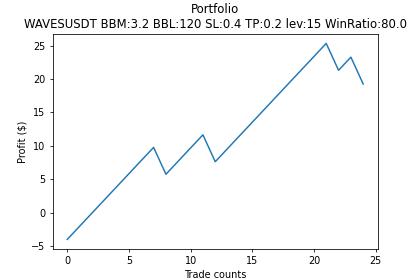 Portfolio
WAVESUSDT BBM:3.2 BBL:120 SL:0.4 TP:0.2 lev:15 WinRatio:80.0
25
20
15
10
5
0
−5
Profit ($)
0 5 10 15 20 25
Trade counts